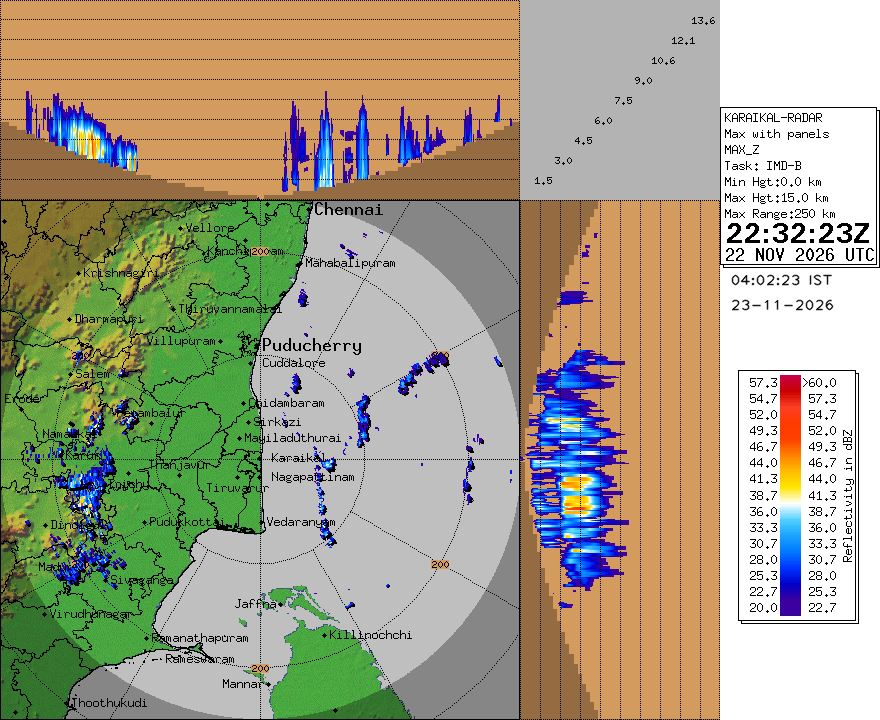 13.6
12.1
10.6
9.0
7.5
6.0
4.5
3.0
1.5
KARAIKAL-RADAR
Max with panels
MAX_Z
Task: IMD-B
Min Hgt:0.0 km
Max Hgt:15.0 km
Max Range:250 km
22:32:23Z
22 NOV 2026 UTC
04:02:23 IST
23-11-2026
Chennai
Vellore
200
Mahabalipuram
Krishnagiri
Thiruvannamalai
Dharmapuri
Villupuram
Puducherry
Cuddalore
Salem
Erode
Chidambaram
Perambalur
Sirkazi
Mayiladuthurai
Karaikal
Thanjavur
Nagapattinam
Tiruvarur
Pudukkottai
Vedaranyam
200
Sivaganga
Jaffna
Virudhunagar
Killinochchi
Ramanathapuram
Rameswaram
200
Mannar
Thoothukudi
57.3 >60.0
54.7 57.3
52.0 54.7
49.3 52.0
46.7 49.3
44.0 46.7
41.3 44.0
38.7 41.3
36.0 38.7
33.3 36.0
30.7 33.3
28.0 30.7
25.3 28.0
22.7 25.3
20.0 22.7
Reflectivity in dBZ